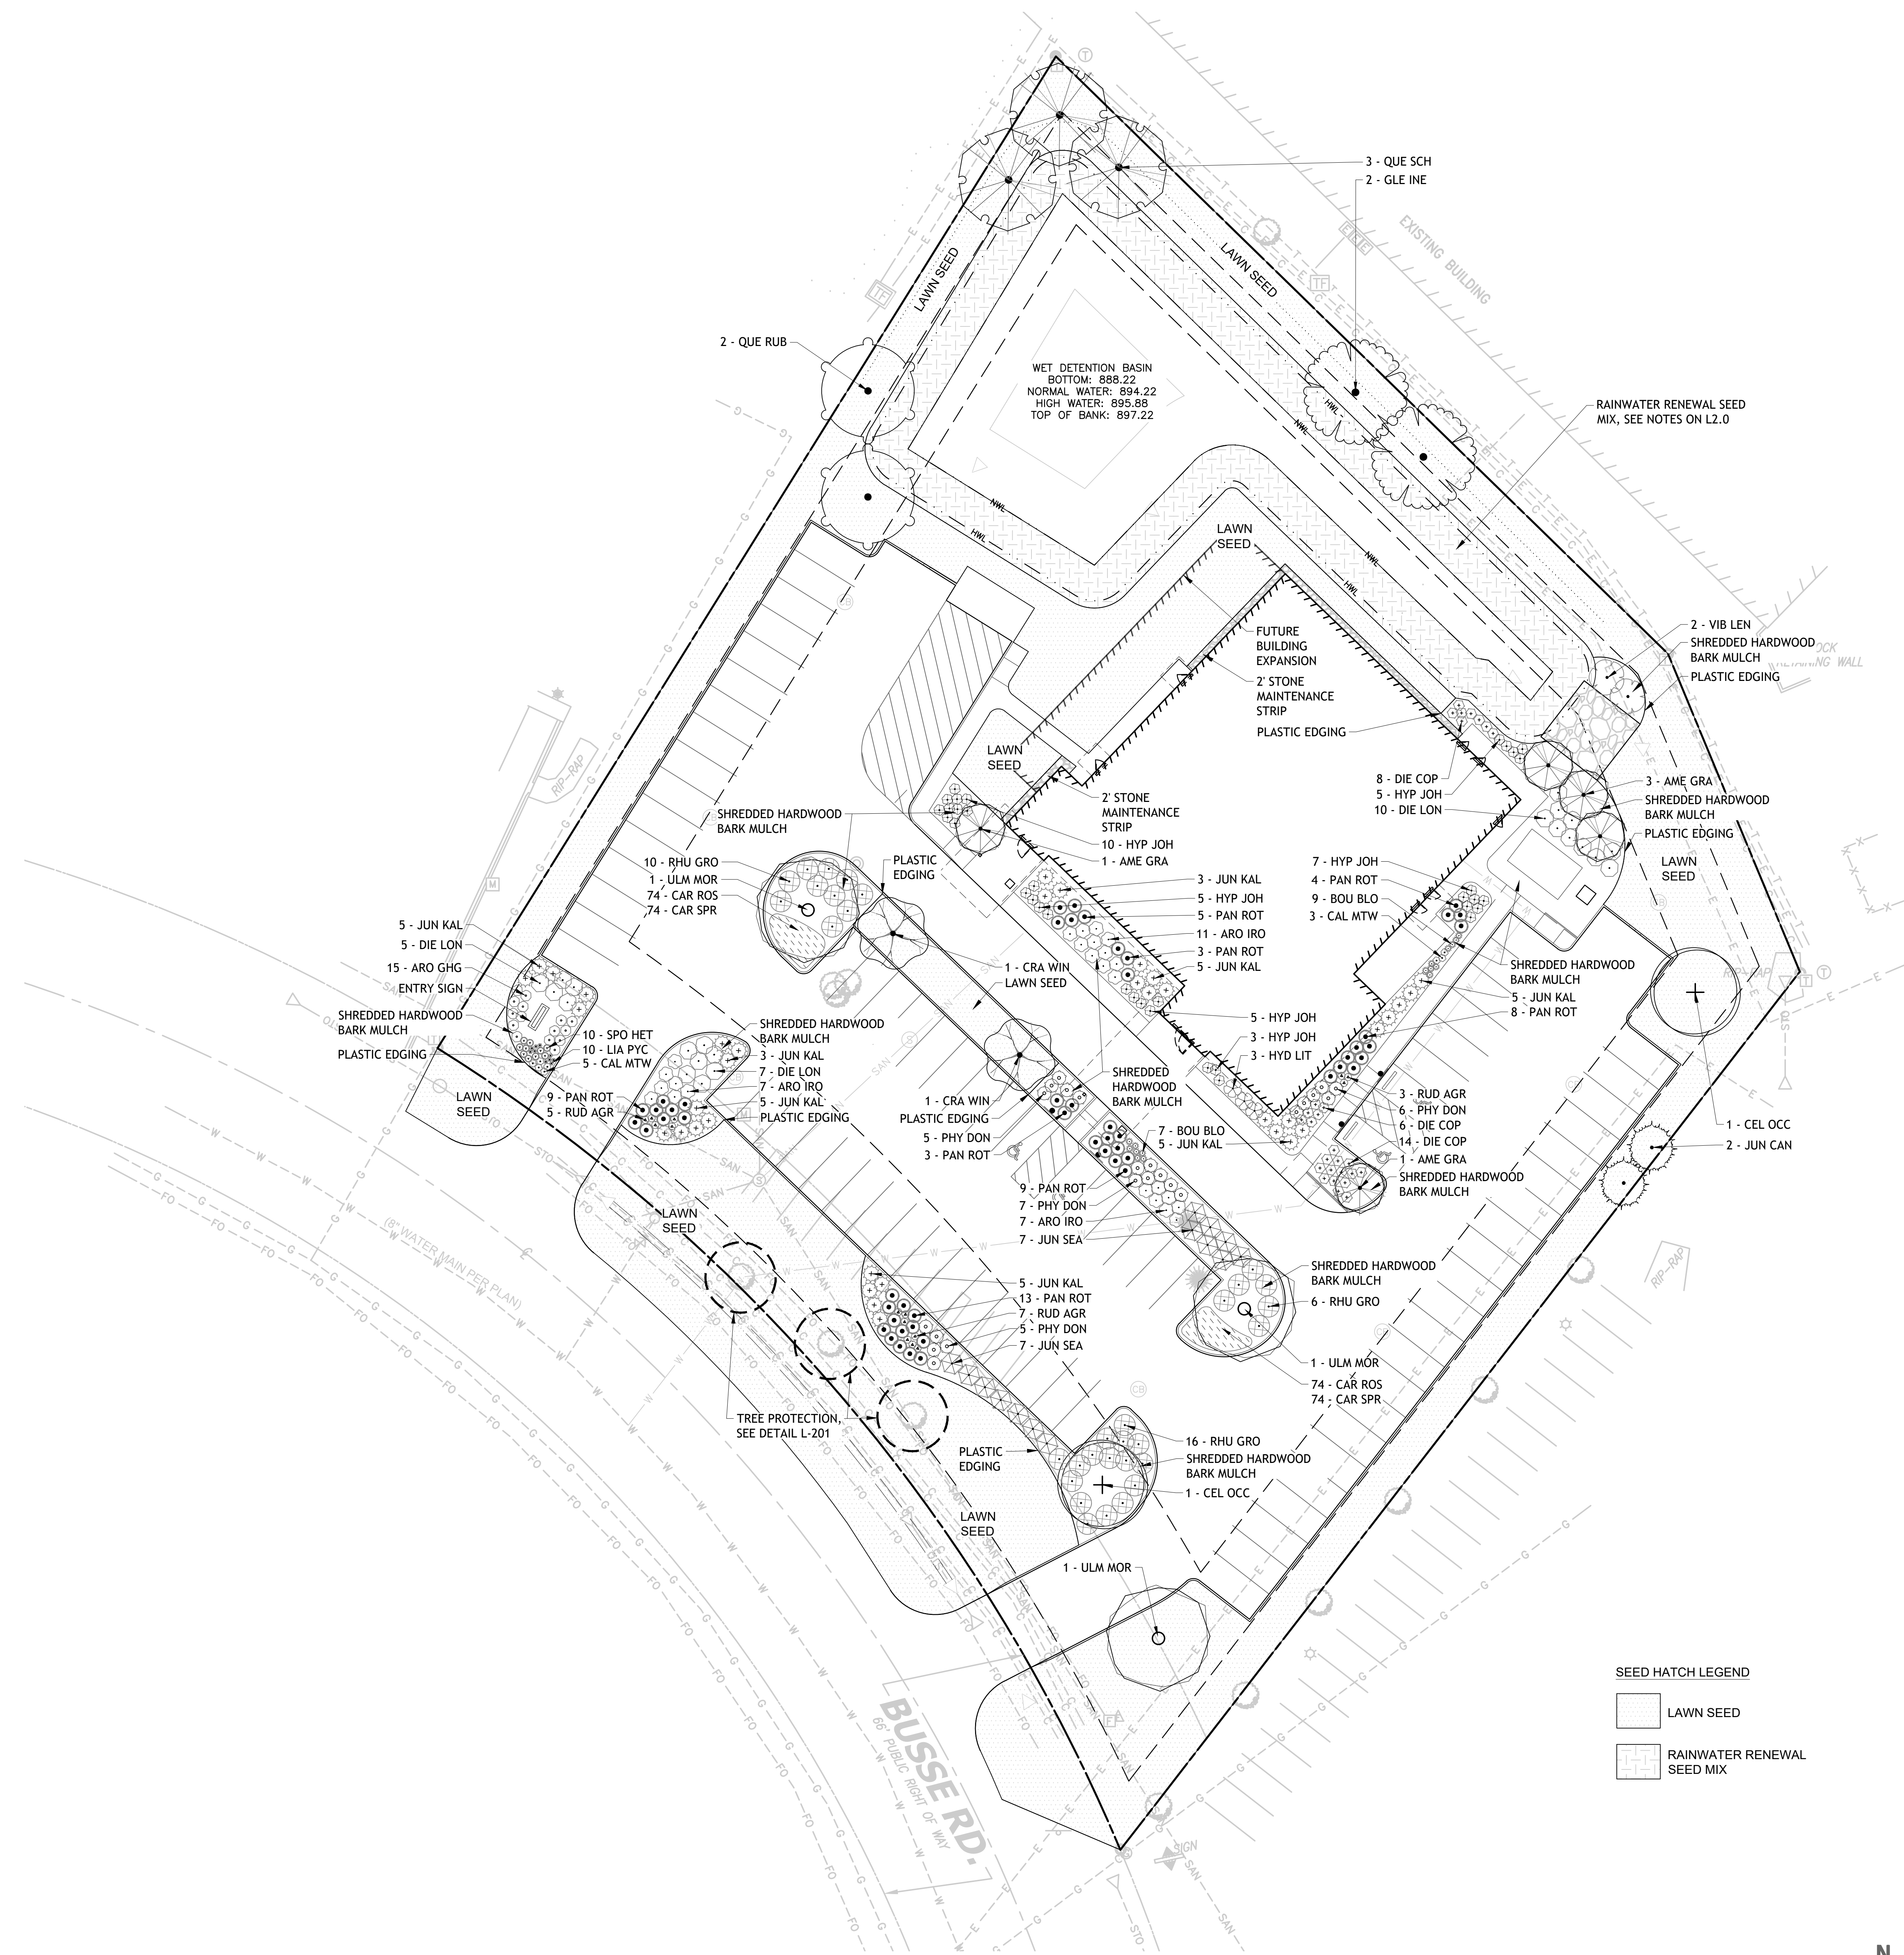 3 - QUE SCH
2 - GLE INE
EXISTING BUILDING
LAWN SEED
LAWN SEED
TF
TF
2 - QUE RUB
WET DETENTION BASIN
BOTTOM: 888.22
NORMAL WATER: 894.22
HIGH WATER: 895.88
TOP OF BANK: 897.22
RAINWATER RENEWAL SEED
MIX, SEE NOTES ON L2.0
HWL
NWL
NWL
HWL
NWL
HWL
LAWN
SEED
FUTURE
BUILDING
EXPANSION
2' STONE
MAINTENANCE
STRIP
PLASTIC EDGING
2 - VIB LEN
SHREDDED HARDWOOD
BARK MULCH
PLASTIC EDGING
RETAINING WALL
LAWN
SEED
2' STONE
MAINTENANCE
STRIP
10 - HYP JOH
1 - AME GRA
8 - DIE COP
5 - HYP JOH
10 - DIE LON
3 - AME GRA
SHREDDED HARDWOOD
BARK MULCH
PLASTIC EDGING
LAWN
SEED
RIP-RAP
SHREDDED HARDWOOD
BARK MULCH
10 - RHU GRO
1 - ULM MOR
74 - CAR ROS
74 - CAR SPR
PLASTIC
EDGING
3 - JUN KAL
5 - HYP JOH
5 - PAN ROT
11 - ARO IRO
3 - PAN ROT
5 - JUN KAL
7 - HYP JOH
4 - PAN ROT
9 - BOU BLO
3 - CAL MTW
5 - JUN KAL
5 - DIE LON
15 - ARO GHG
ENTRY SIGN
SHREDDED HARDWOOD
BARK MULCH
PLASTIC EDGING
10 - SPO HET
10 - LIA PYC
5 - CAL MTW
1 - CRA WIN
LAWN SEED
SHREDDED HARDWOOD
BARK MULCH
5 - JUN KAL
8 - PAN ROT
RIP-RAP
5 - HYP JOH
3 - HYP JOH
3 - HYD LIT
SHREDDED HARDWOOD
BARK MULCH
3 - JUN KAL
7 - DIE LON
7 - ARO IRO
5 - JUN KAL
PLASTIC EDGING
9 - PAN ROT
5 - RUD AGR
LAWN
SEED
SHREDDED
HARDWOOD
BARK MULCH
1 - CRA WIN
PLASTIC EDGING
5 - PHY DON
3 - PAN ROT
7 - BOU BLO
5 - JUN KAL
3 - RUD AGR
6 - PHY DON
6 - DIE COP
14 - DIE COP
1 - AME GRA
SHREDDED HARDWOOD
BARK MULCH
1 - CEL OCC
2 - JUN CAN
9 - PAN ROT
7 - PHY DON
7 - ARO IRO
7 - JUN SEA
LAWN
SEED
(8" WATER MAIN PER PLAN)
5 - JUN KAL
13 - PAN ROT
7 - RUD AGR
5 - PHY DON
7 - JUN SEA
SHREDDED HARDWOOD
BARK MULCH
6 - RHU GRO
RIP-RAP
1 - ULM MOR
74 - CAR ROS
74 - CAR SPR
TREE PROTECTION,
SEE DETAIL L-201
PLASTIC
EDGING
16 - RHU GRO
SHREDDED HARDWOOD
BARK MULCH
1 - CEL OCC
LAWN
SEED
1 - ULM MOR
BUSSE RD.
66' PUBLIC RIGHT OF WAY
SIGN
SEED HATCH LEGEND
LAWN SEED
RAINWATER RENEWAL
SEED MIX
N